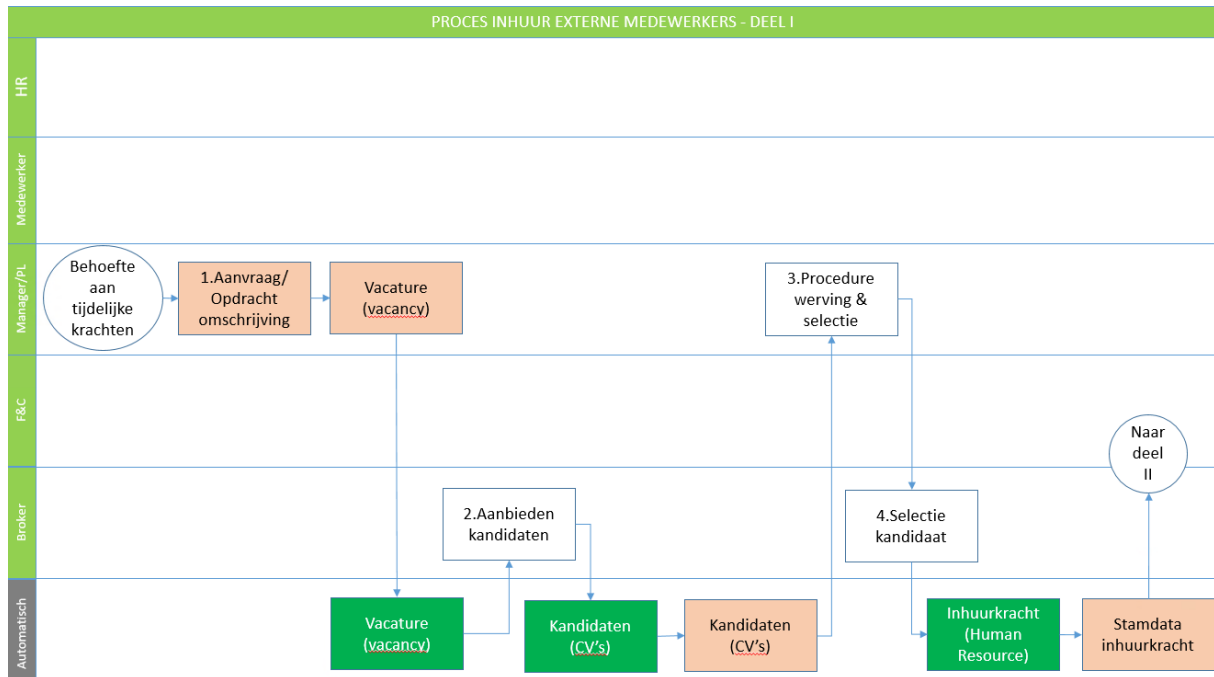 PROCES INHUUR EXTERNE MEDEWERKERS - DEEL I
HR
Medewerker
Manager/PL
Behoefte
aan
tijdelijke
krachten
1.Aanvraag/
Opdracht
omschrijving
Vacature
(vacancy)
3.Procedure
werving &
selectie
F&C
Naar
deel
II
Broker
2.Aanbieden
kandidaten
4.Selectie
kandidaat
Automatisch
Vacature
(vacancy)
Kandidaten
(CV's)
Kandidaten
(CV's)
Inhuurkracht
(Human
Resource)
Stamdata
inhuurkracht